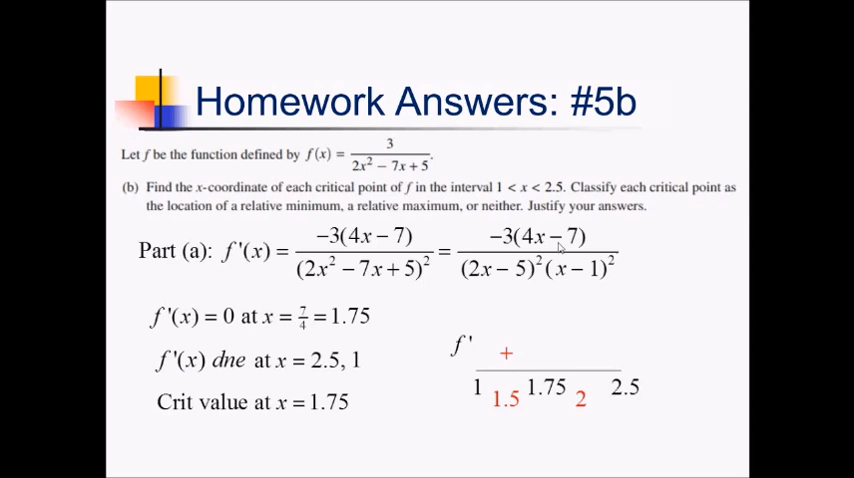 Homework Answers: #5b
Let f be the function defined by f(x) = 3 / (2x² − 7x + 5).
(b) Find the x-coordinate of each critical point of f in the interval 1 < x < 2.5. Classify each critical point as
the location of a relative minimum, a relative maximum, or neither. Justify your answers.
Part (a): f '(x) = −3(4x − 7) / (2x² − 7x + 5)² = −3(4x − 7) / (2x − 5)²(x − 1)²
f '(x) = 0 at x = 7/4 = 1.75
f '(x) dne at x = 2.5, 1
Crit value at x = 1.75
f ' +
1 1.5 1.75 2 2.5